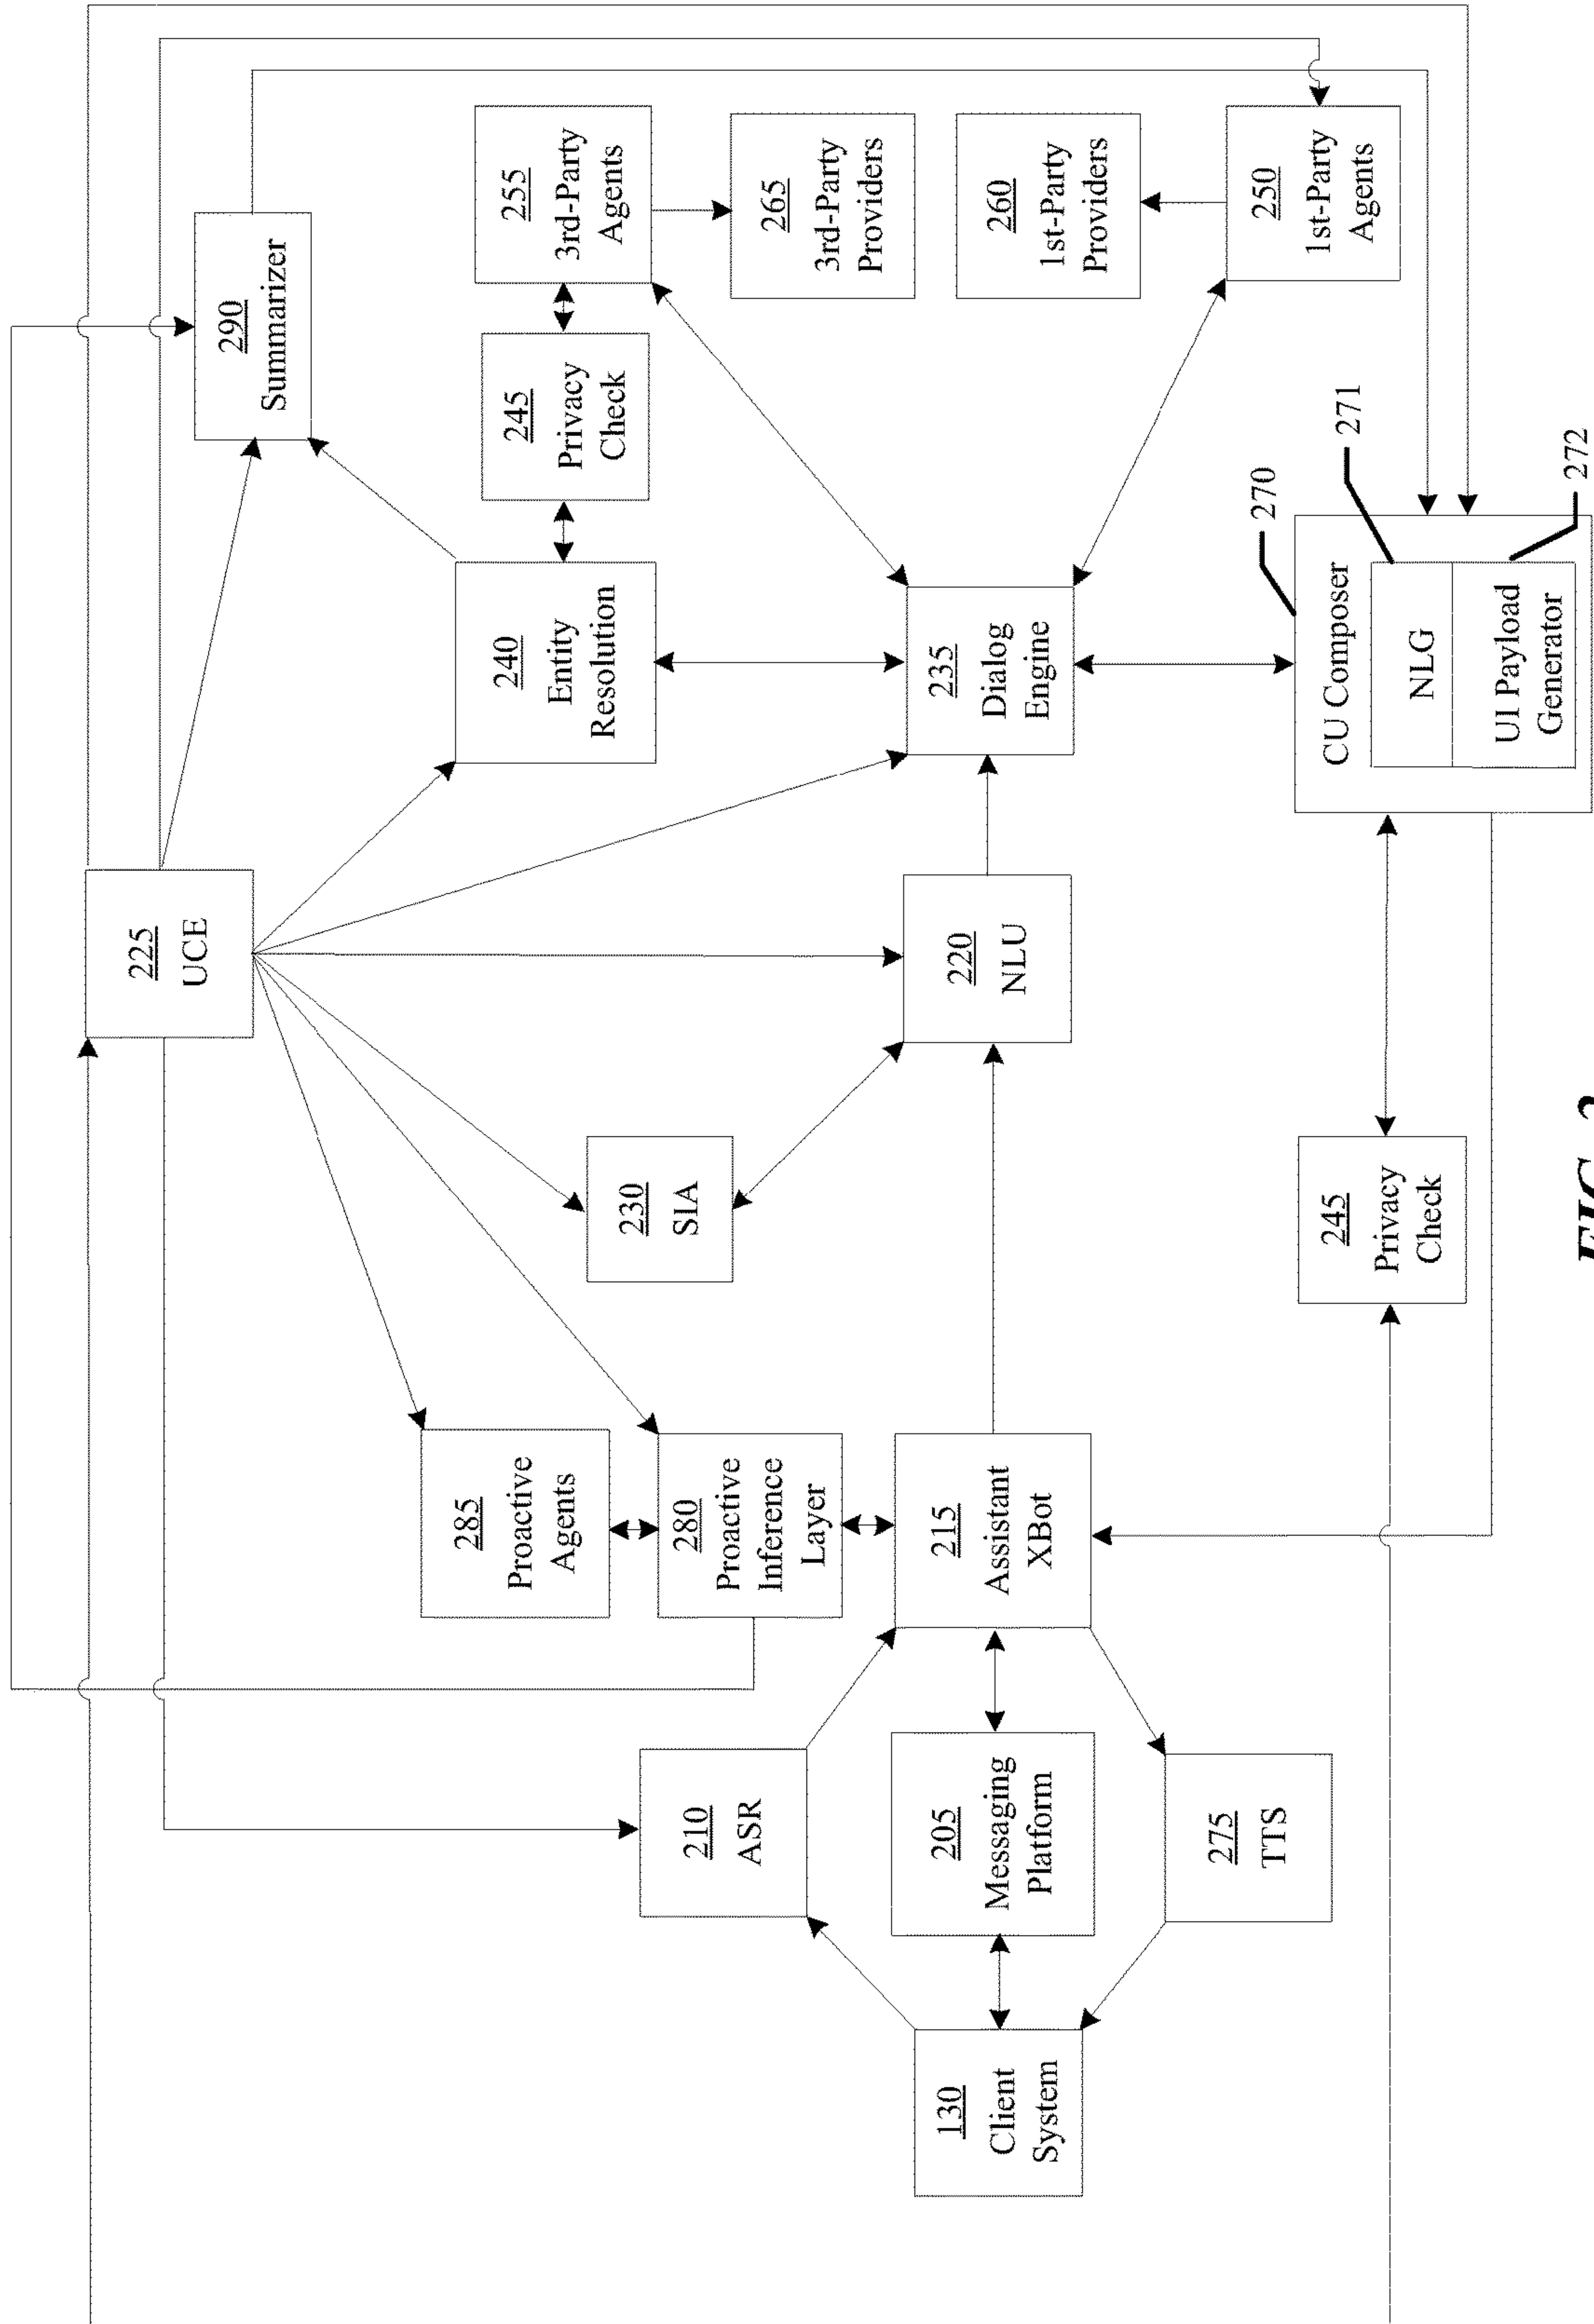 225
UCE
290
Summarizer
285
Proactive
Agents
240
Entity
Resolution
245
Privacy
Check
255
3rd-Party
Agents
230
SIA
210
ASR
280
Proactive
Inference
Layer
265
3rd-Party
Providers
130
Client
System
205
Messaging
Platform
215
Assistant
XBot
220
NLU
235
Dialog
Engine
260
1st-Party
Providers
275
TTS
250
1st-Party
Agents
245
Privacy
Check
270
CU Composer
271
NLG
272
UI Payload
Generator
FIG. 2